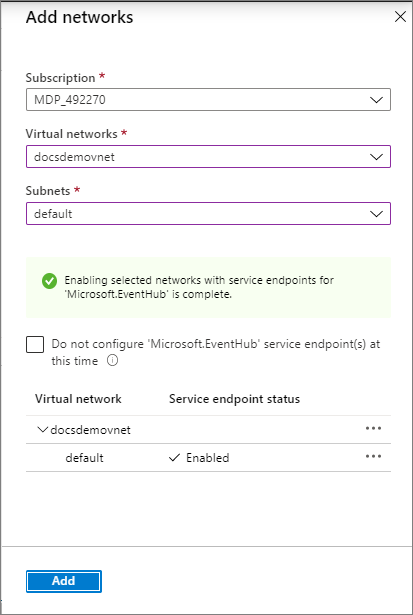 Add networks
Subscription *
MDP_492270
Virtual networks *
docsdemovnet
Subnets *
default
Enabling selected networks with service endpoints for
'Microsoft.EventHub' is complete.
Do not configure 'Microsoft.EventHub' service endpoint(s) at
this time
Virtual network Service endpoint status
docsdemovnet
default Enabled
Add